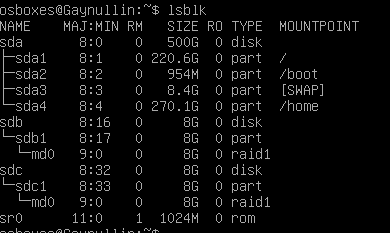 osboxes@Gaynullin:~$ lsblk
NAME    MAJ:MIN RM   SIZE RO TYPE  MOUNTPOINT
sda       8:0    0   500G  0 disk
├─sda1    8:1    0 220.6G  0 part  /
├─sda2    8:2    0   954M  0 part  /boot
├─sda3    8:3    0   8.4G  0 part  [SWAP]
└─sda4    8:4    0 270.1G  0 part  /home
sdb       8:16   0     8G  0 disk
└─sdb1    8:17   0     8G  0 part
  └─md0   9:0    0     8G  0 raid1
sdc       8:32   0     8G  0 disk
└─sdc1    8:33   0     8G  0 part
  └─md0   9:0    0     8G  0 raid1
sr0      11:0    1  1024M  0 rom
osboxes@Gaynullin:~$